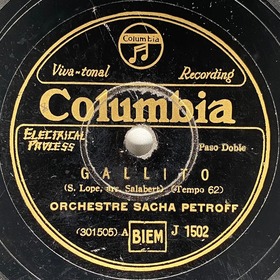 Columbia
Viva-tonal Recording
Columbia
ELECTRICAL PROCESS Paso Doble
GALLITO
(S. Lope, arr. Salabert) (Tempo 62)
ORCHESTRE SACHA PETROFF
(301505) A BIEM J 1502